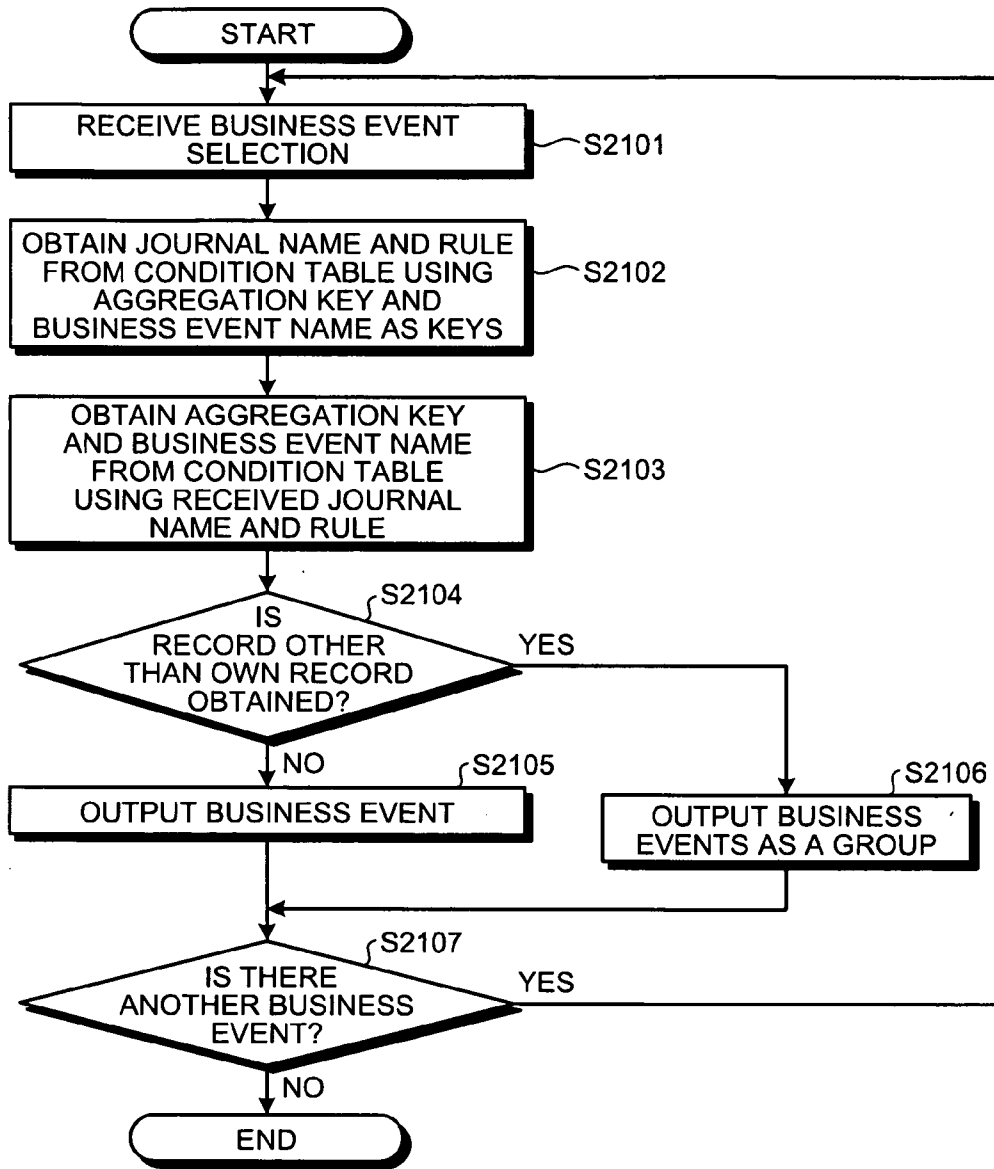 START
RECEIVE BUSINESS EVENT
SELECTION
S2101
OBTAIN JOURNAL NAME AND RULE
FROM CONDITION TABLE USING
AGGREGATION KEY AND
BUSINESS EVENT NAME AS KEYS
S2102
OBTAIN AGGREGATION KEY
AND BUSINESS EVENT NAME
FROM CONDITION TABLE
USING RECEIVED JOURNAL
NAME AND RULE
S2103
S2104
IS
RECORD OTHER
THAN OWN RECORD
OBTAINED?
YES
NO
S2105
OUTPUT BUSINESS EVENT
S2106
OUTPUT BUSINESS
EVENTS AS A GROUP
S2107
IS THERE
ANOTHER BUSINESS
EVENT?
YES
NO
END